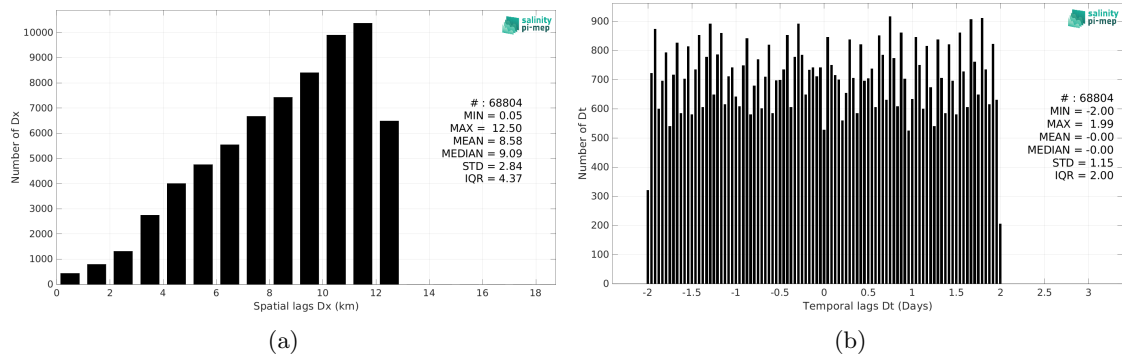 10000
9000
8000
7000
6000
5000
4000
3000
2000
1000
0
Number of Dx
salinity
pi-mep
# : 68804
MIN = 0.05
MAX = 12.50
MEAN = 8.58
MEDIAN = 9.09
STD = 2.84
IQR = 4.37
0 2 4 6 8 10 12 14 16 18
Spatial lags Dx (km)
(a)
900
800
700
600
500
400
300
200
100
0
Number of Dt
salinity
pi-mep
# : 68804
MIN = -2.00
MAX = 1.99
MEAN = -0.00
MEDIAN = -0.00
STD = 1.15
IQR = 2.00
-2 -1.5 -1 -0.5 0 0.5 1 1.5 2 2.5 3
Temporal lags Dt (Days)
(b)